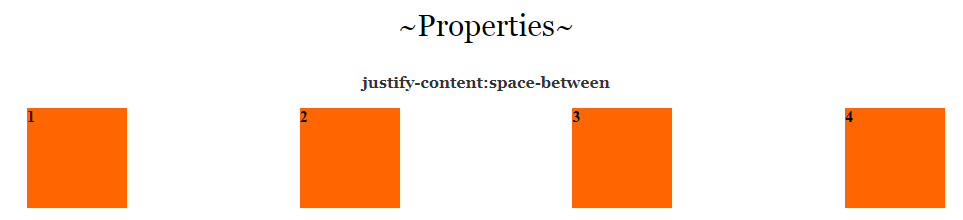 ~Properties~
justify-content:space-between
1 2 3 4